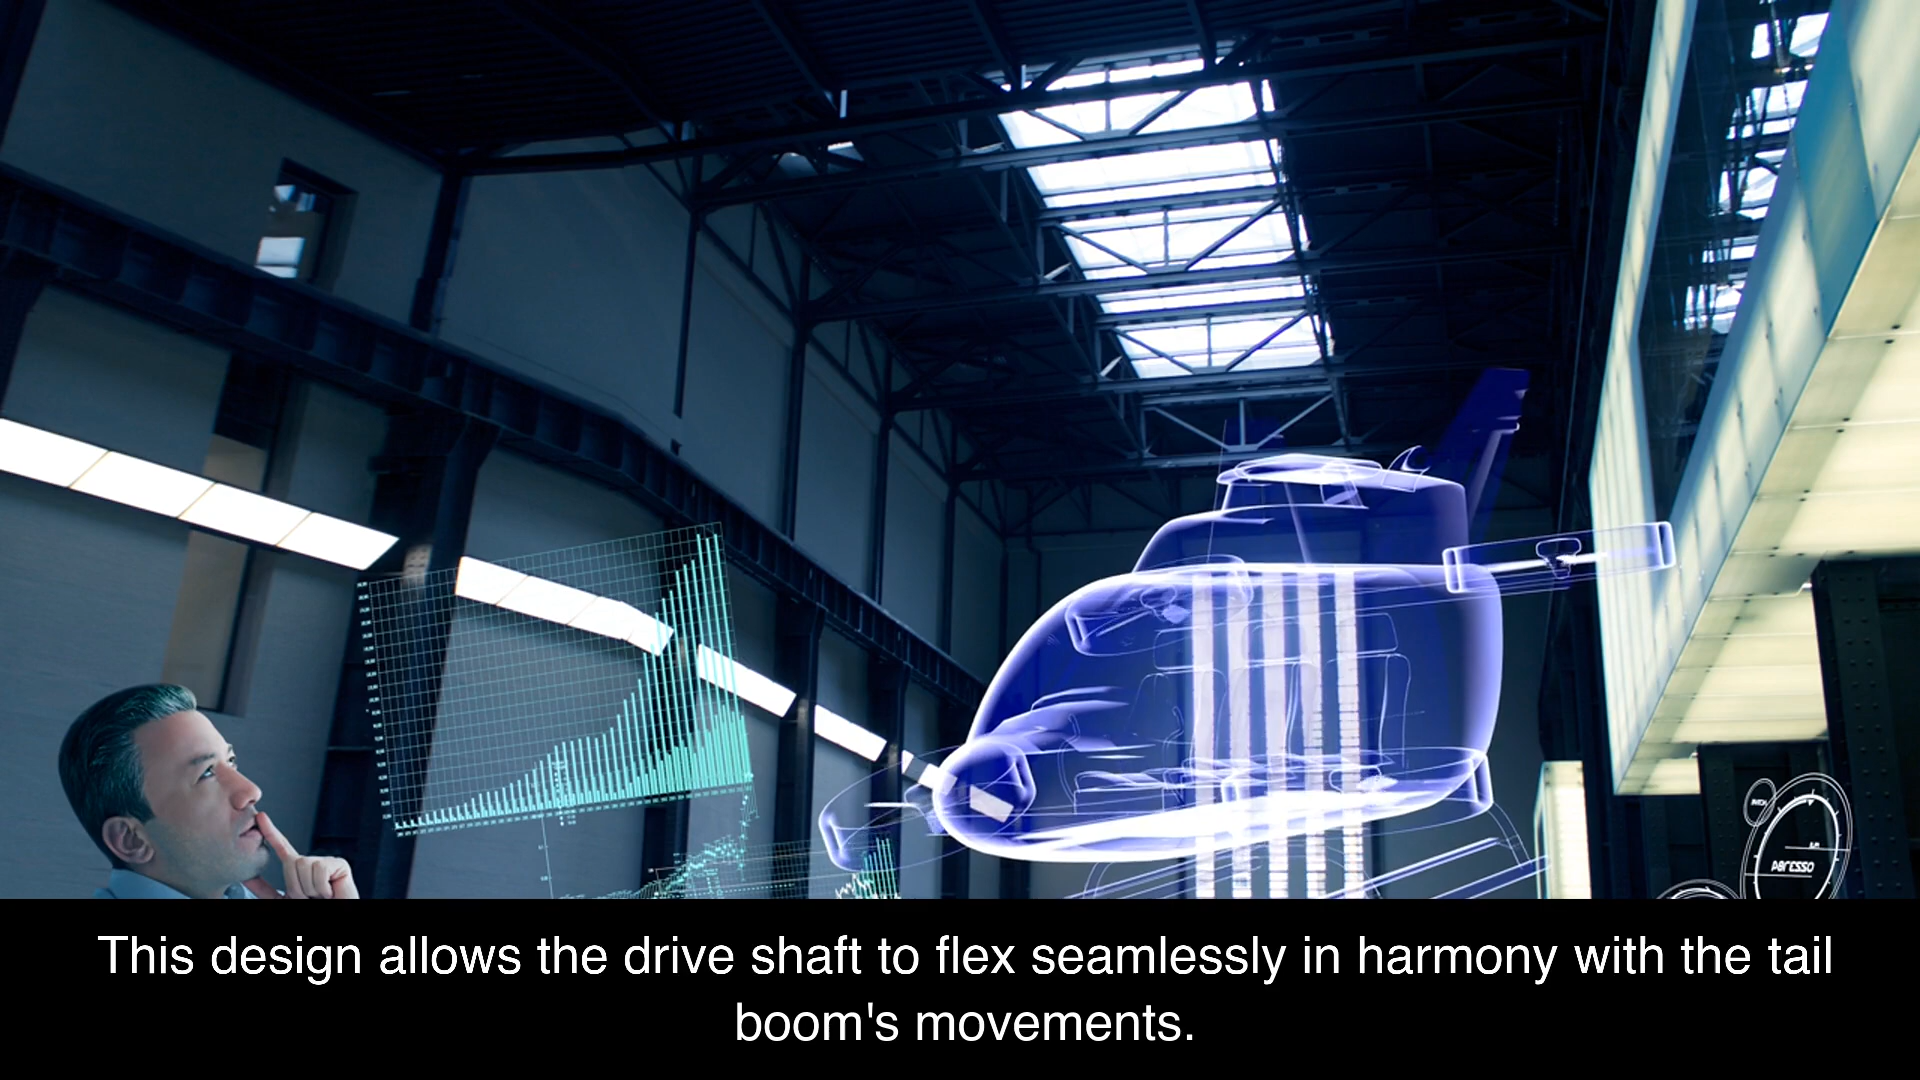 This design allows the drive shaft to flex seamlessly in harmony with the tail
boom's movements.